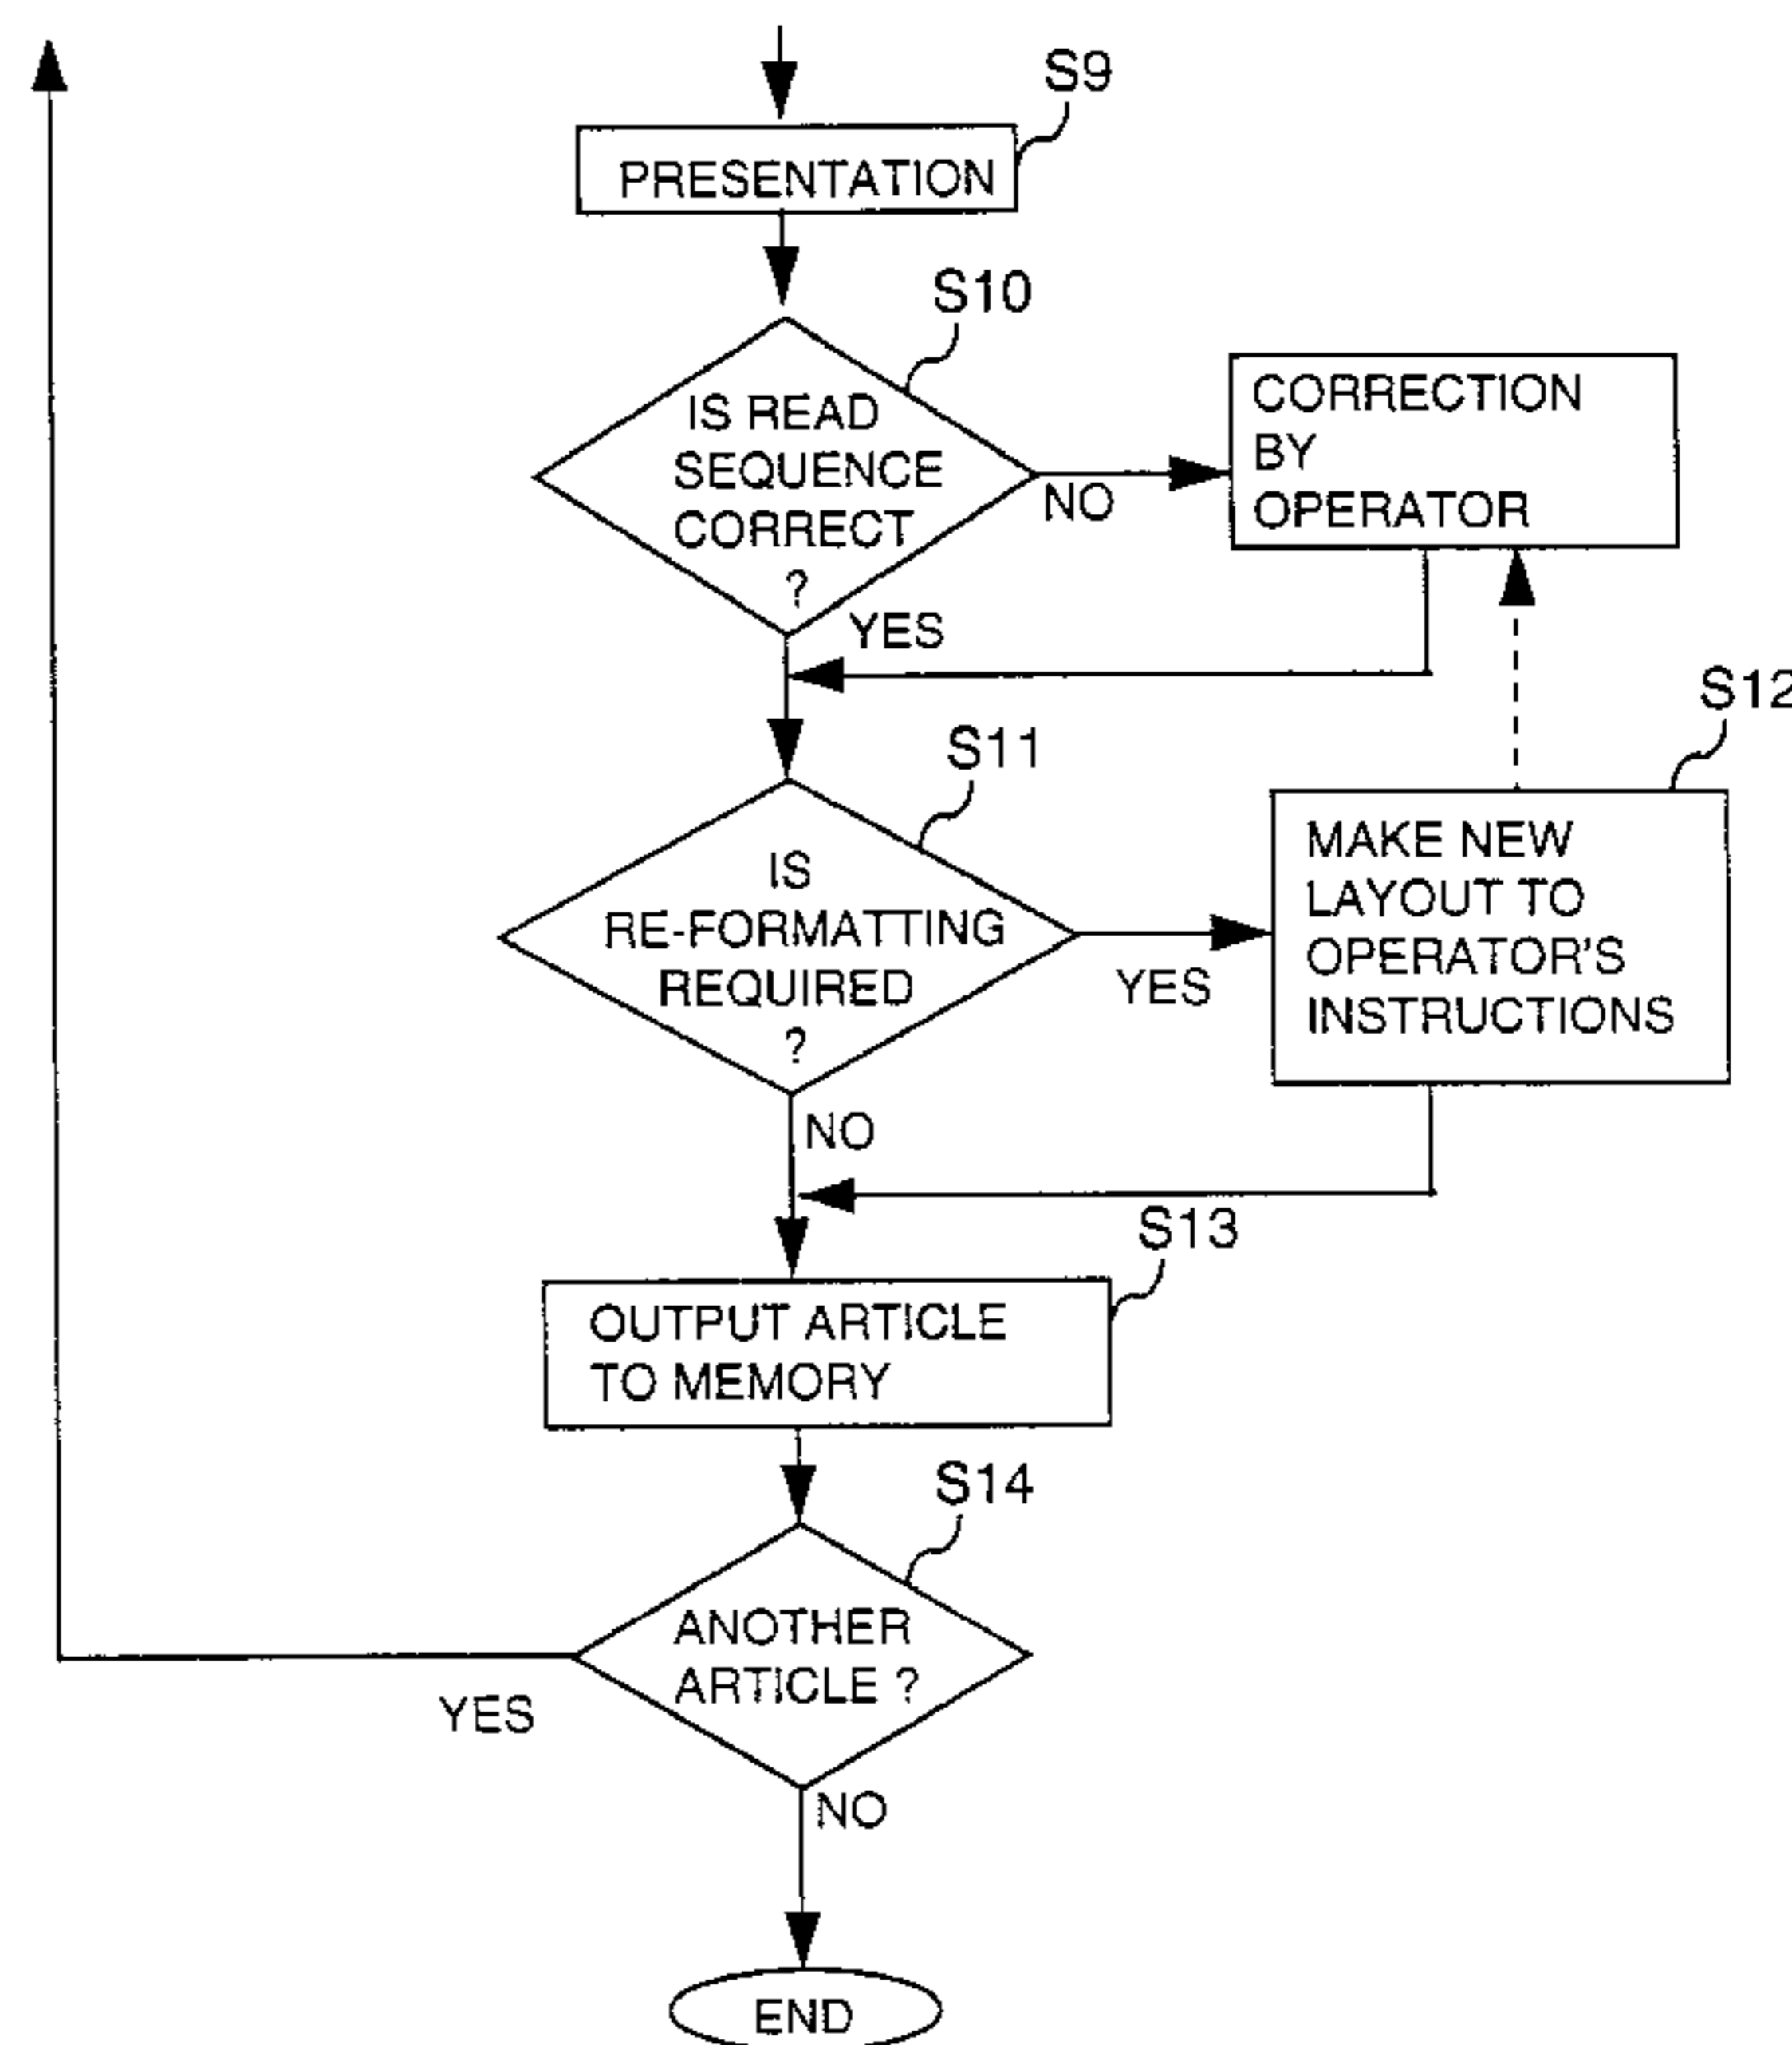 S9
PRESENTATION
S10
IS READ
SEQUENCE
CORRECT
?
NO
YES
CORRECTION
BY
OPERATOR
S11
IS
RE-FORMATTING
REQUIRED
?
YES
NO
S12
MAKE NEW
LAYOUT TO
OPERATOR'S
INSTRUCTIONS
S13
OUTPUT ARTICLE
TO MEMORY
S14
ANOTHER
ARTICLE ?
YES
NO
END